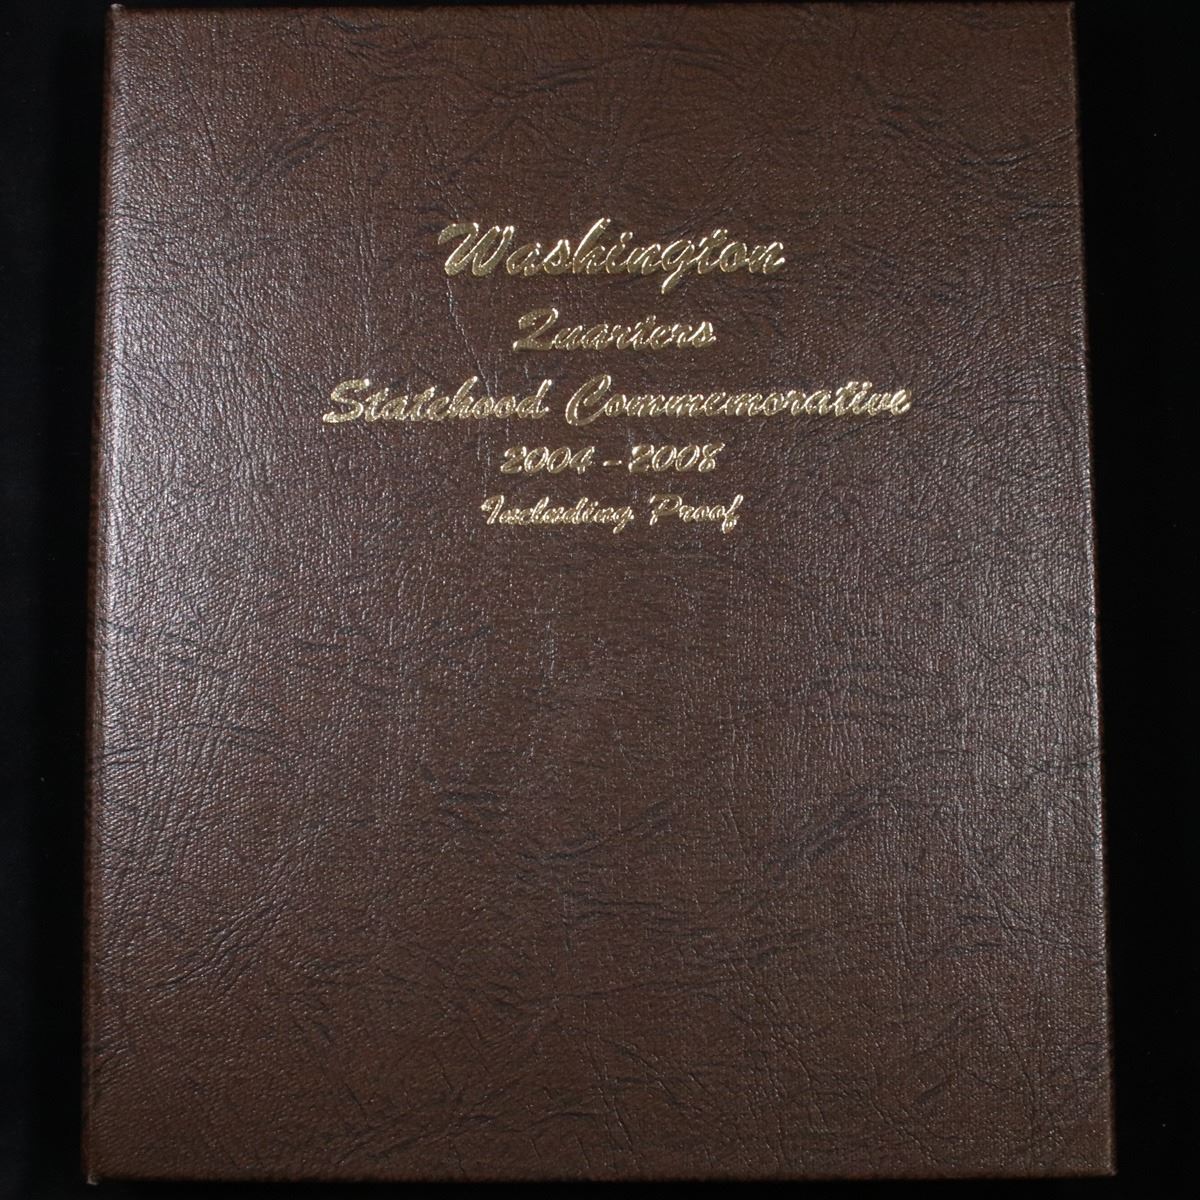 Washington
Quarters
Statehood Commemorative
2004-2008
Including Proof